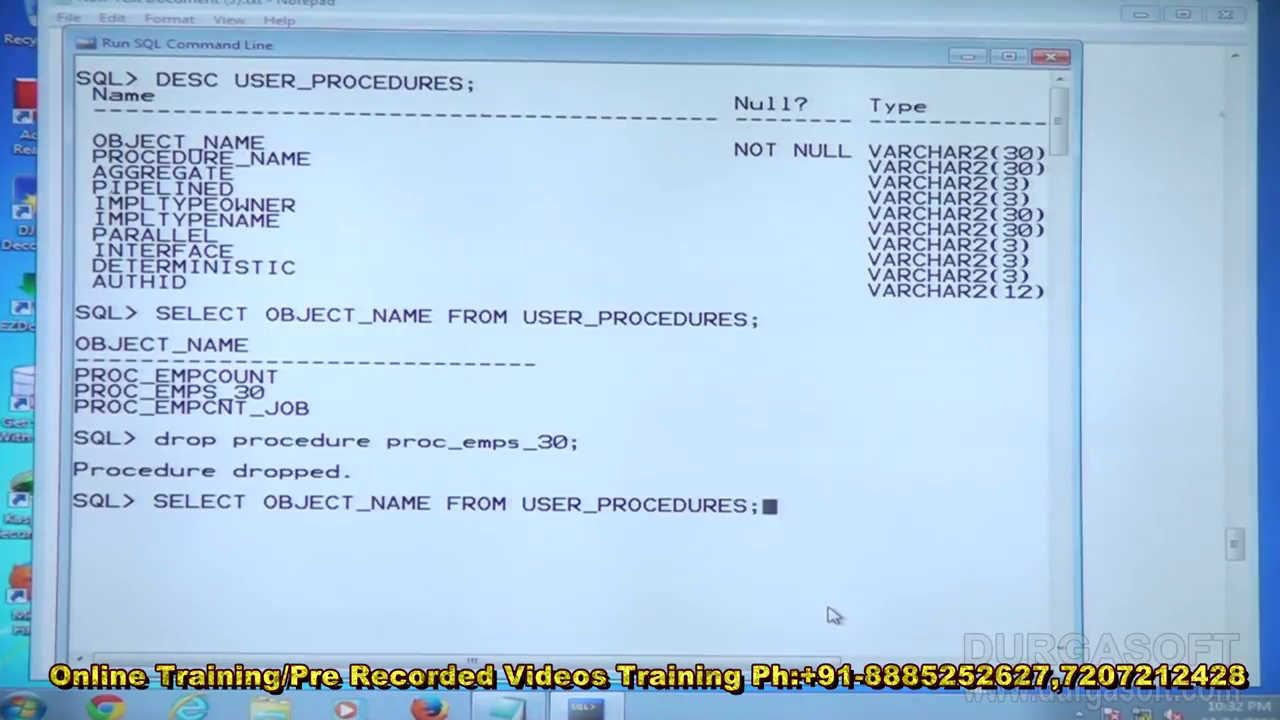 File Edit Format View Help
Run SQL Command Line
SQL> DESC USER_PROCEDURES;
Name Null? Type
OBJECT_NAME NOT NULL VARCHAR2(30)
PROCEDURE_NAME VARCHAR2(30)
AGGREGATE VARCHAR2(3)
PIPELINED VARCHAR2(3)
IMPLTYPEOWNER VARCHAR2(30)
IMPLTYPENAME VARCHAR2(30)
PARALLEL VARCHAR2(3)
INTERFACE VARCHAR2(3)
DETERMINISTIC VARCHAR2(3)
AUTHID VARCHAR2(12)
SQL> SELECT OBJECT_NAME FROM USER_PROCEDURES;
OBJECT_NAME
PROC_EMPCOUNT
PROC_EMPS_30
PROC_EMPCNT_JOB
SQL> drop procedure proc_emps_30;
Procedure dropped.
SQL> SELECT OBJECT_NAME FROM USER_PROCEDURES;
DURGASOFT
Online Training/Pre Recorded Videos Training Ph:+91-8885252627,7207212428
www.durgasoft.com
10:32 PM